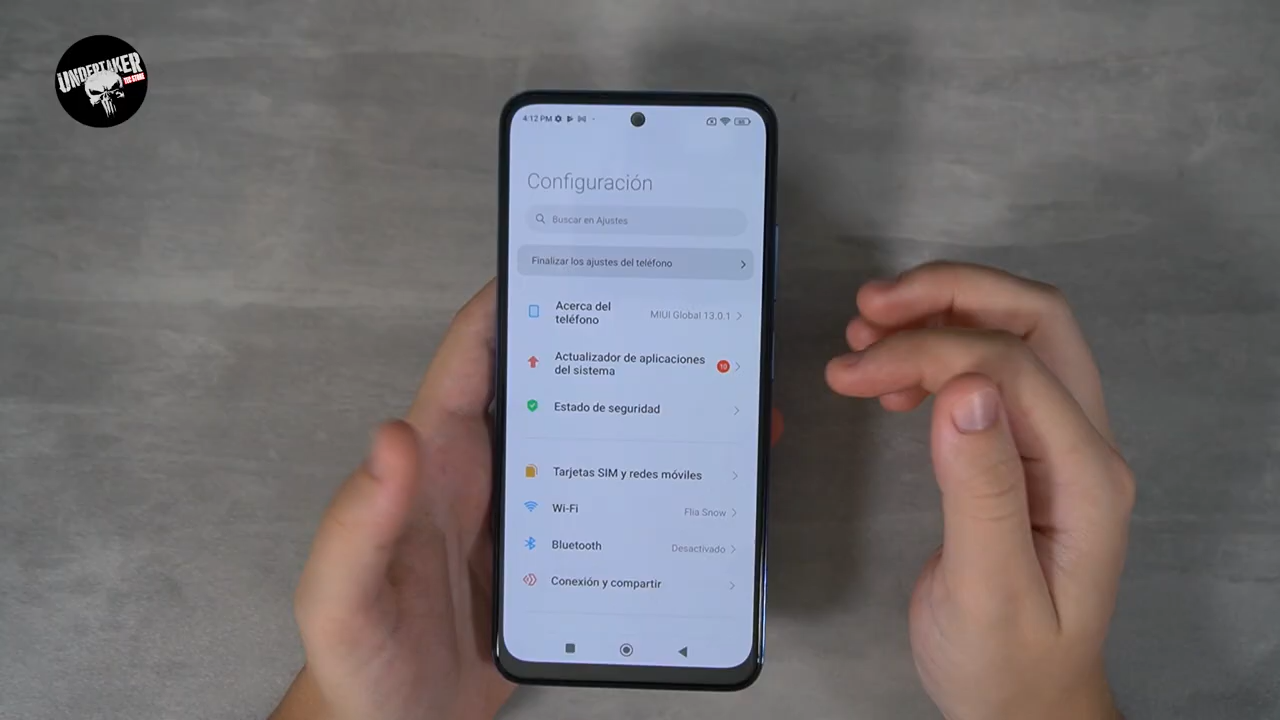 UNDERTAKER
TEC STORE
4:12 PM
Configuración
Buscar en Ajustes
Finalizar los ajustes del teléfono
Acerca del
teléfono
MIUI Global 13.0.1
Actualizador de aplicaciones
del sistema
10
Estado de seguridad
Tarjetas SIM y redes móviles
Wi-Fi
Flia Snow
Bluetooth
Desactivado
Conexión y compartir